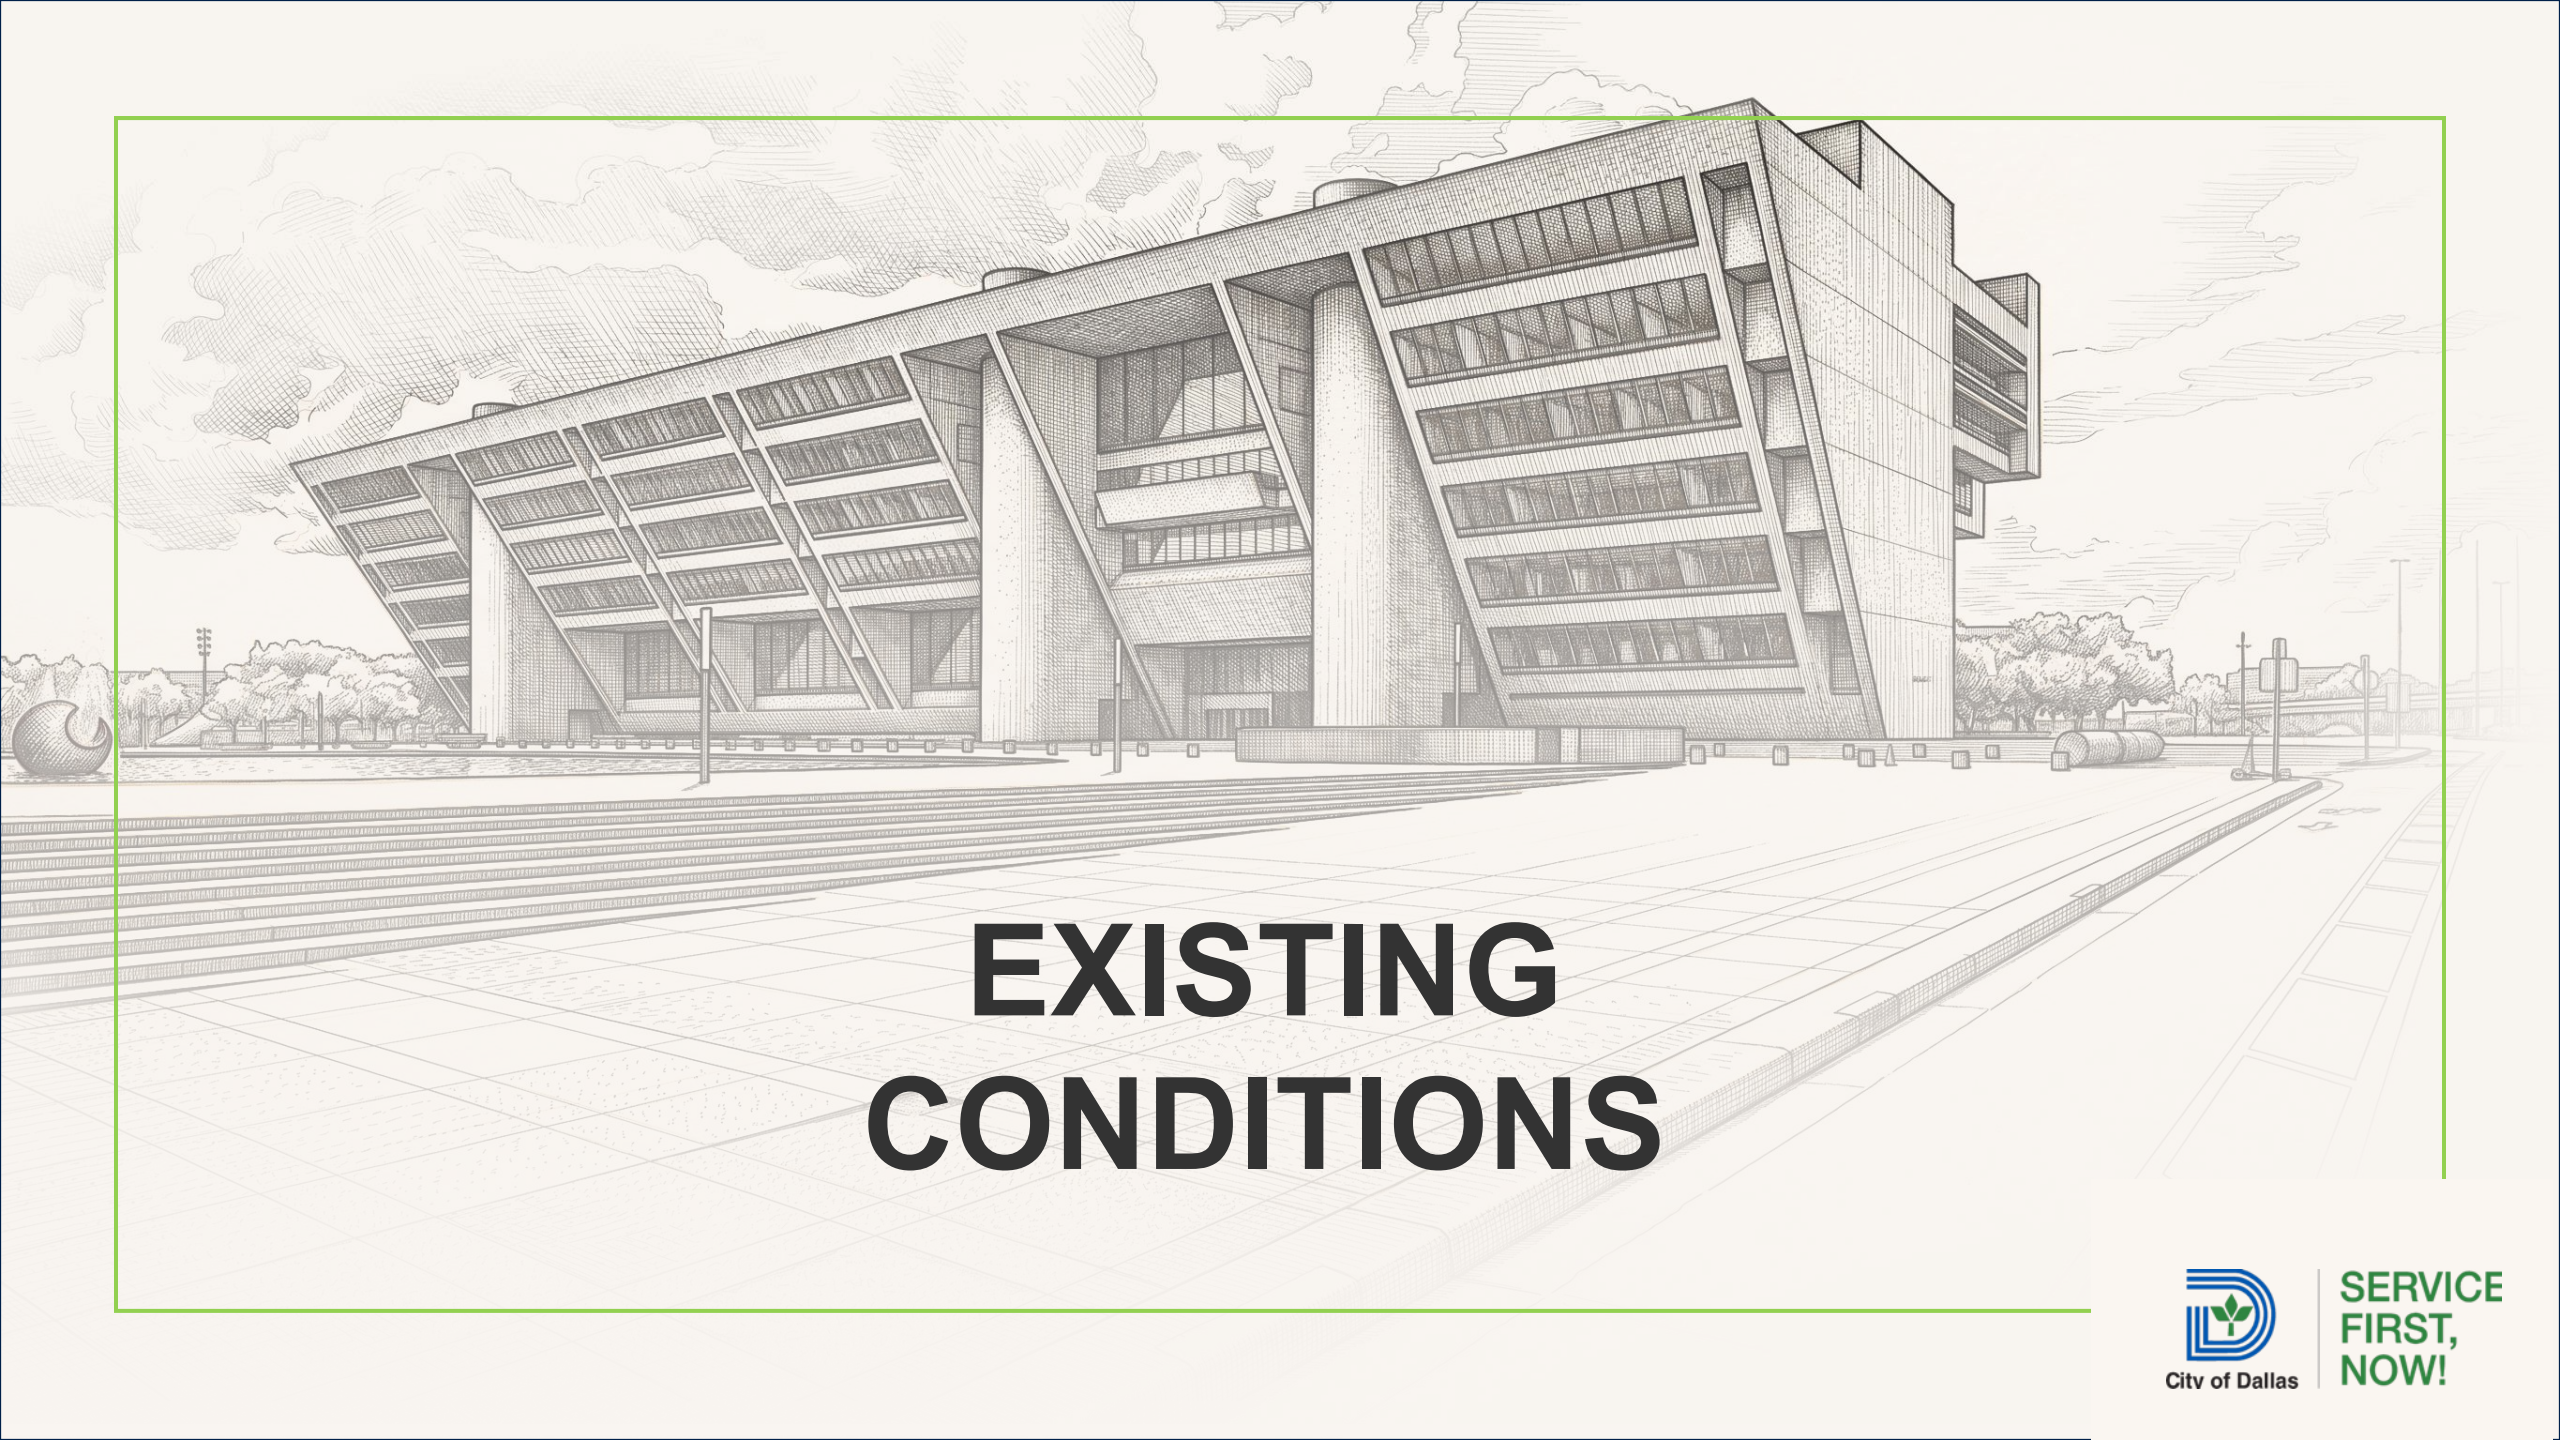 EXISTING
CONDITIONS
City of Dallas
SERVICE
FIRST,
NOW!